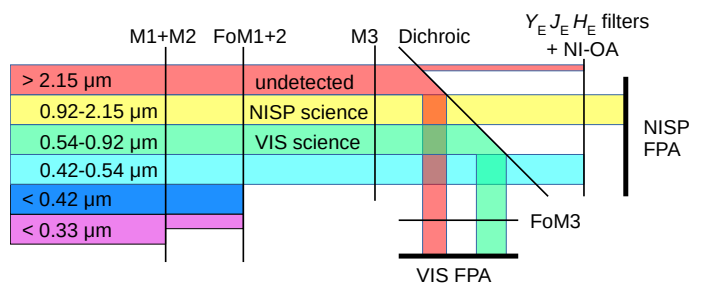 M1+M2 FoM1+2 M3 Dichroic Y_E J_E H_E filters
+ NI-OA
> 2.15 μm undetected
0.92-2.15 μm NISP science
0.54-0.92 μm VIS science
0.42-0.54 μm
< 0.42 μm
< 0.33 μm
NISP
FPA
FoM3
VIS FPA